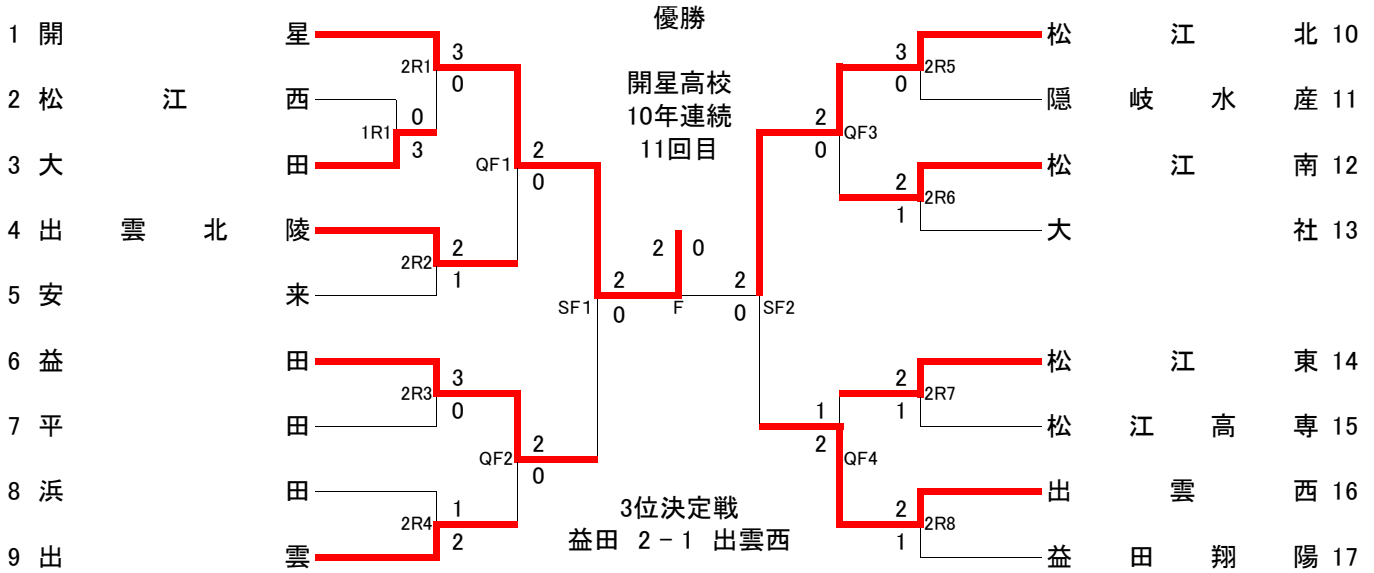 優勝
開星高校
10年連続
11回目
1 開星
2 松江西
3 大田
4 出雲北陵
5 安来
6 益田
7 平田
8 浜田
9 出雲
2R1
3
0
1R1
0
3
QF1
2
0
2R2
2
1
SF1
2
0
2R3
3
0
QF2
2
0
2R4
1
2
2 0
F
松江北 10
隠岐水産 11
松江南 12
大社 13
松江東 14
松江高専 15
出雲西 16
益田翔陽 17
3
0
2R5
2
0
QF3
2
1
2R6
2
0
SF2
2
1
2R7
1
2
QF4
2
1
2R8
3位決定戦
益田 2－1 出雲西